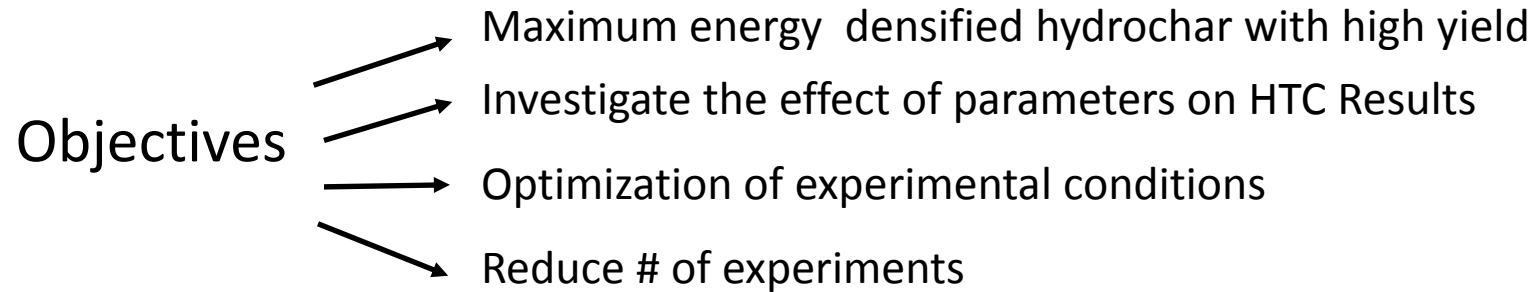 Maximum energy densified hydrochar with high yield
Investigate the effect of parameters on HTC Results
Objectives
Optimization of experimental conditions
Reduce # of experiments